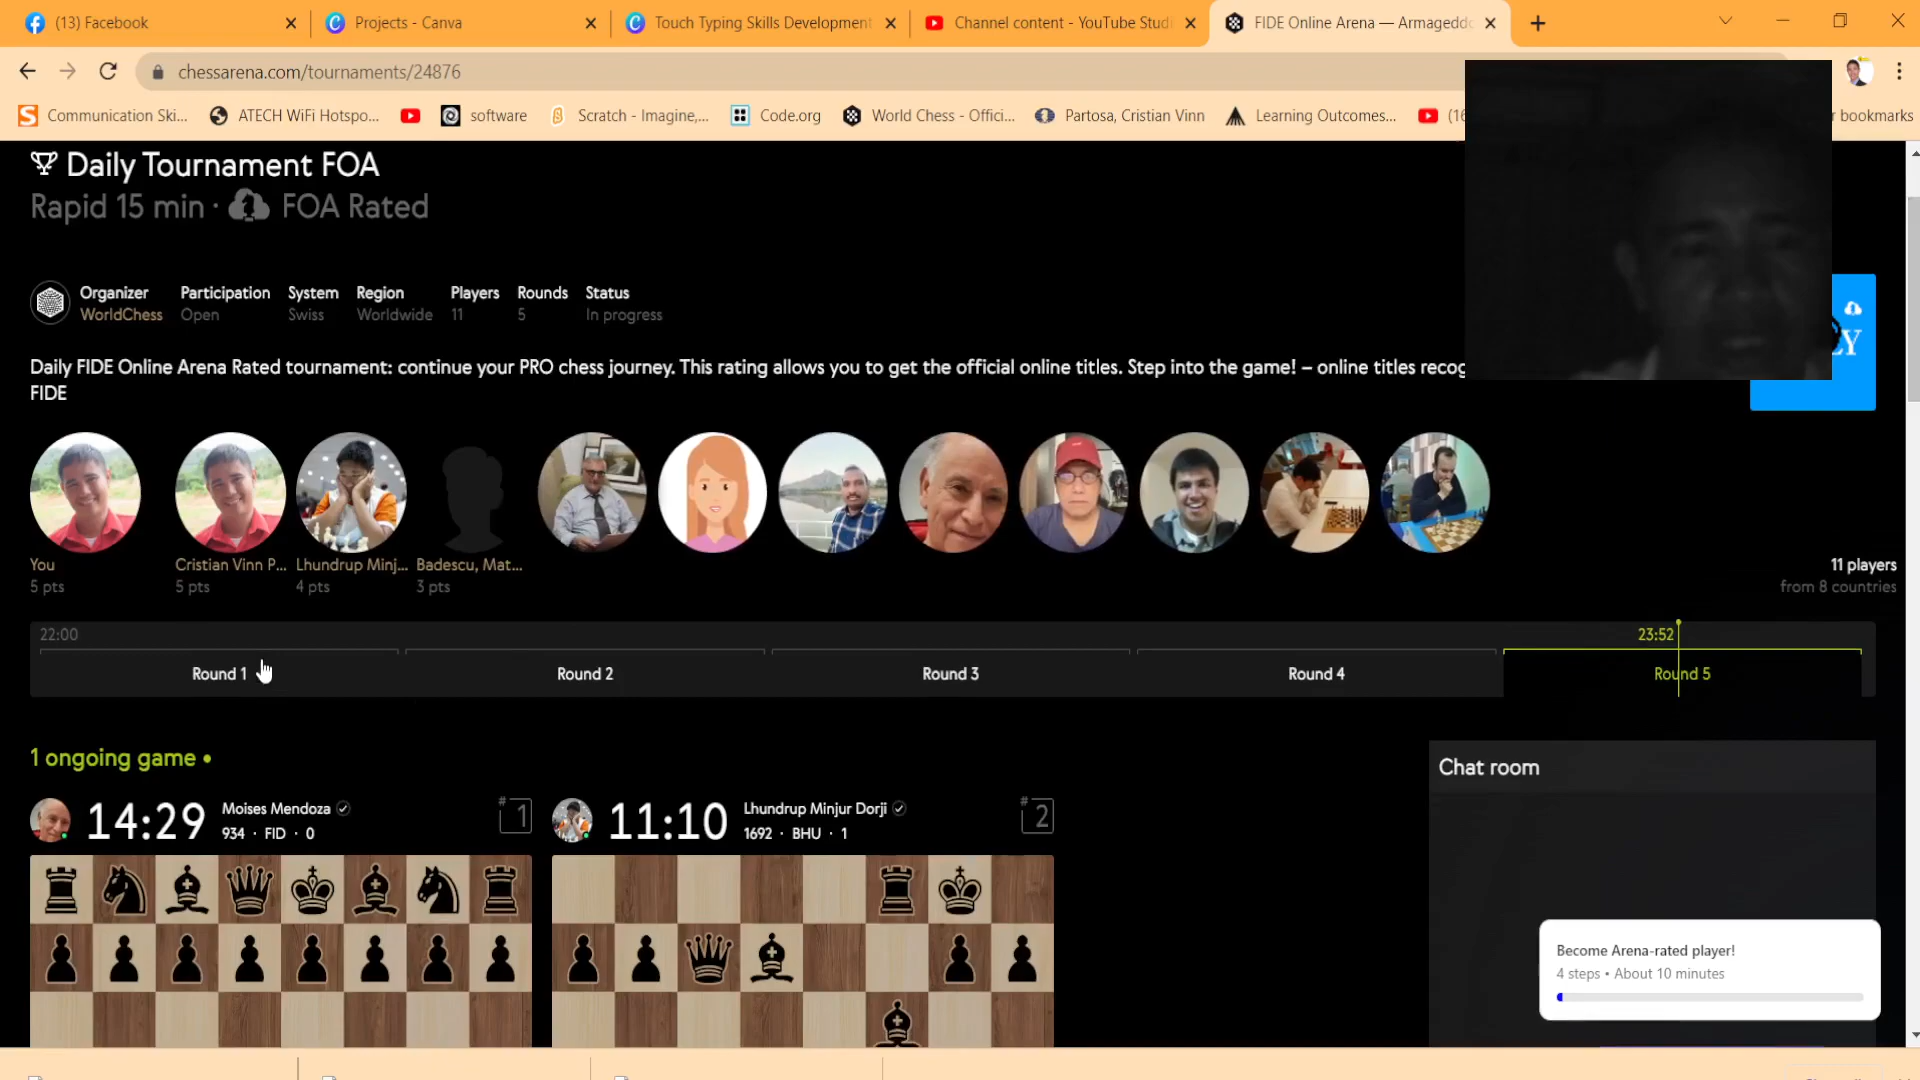 (13) Facebook
Projects - Canva
Touch Typing Skills Development
Channel content - YouTube Studi
FIDE Online Arena — Armageddo
chessarena.com/tournaments/24876
Communication Ski...
ATECH WiFi Hotspo...
software
Scratch - Imagine,...
Code.org
World Chess - Offici...
Partosa, Cristian Vinn
Learning Outcomes...
r bookmarks
Daily Tournament FOA
Rapid 15 min · FOA Rated
Organizer Participation System Region Players Rounds Status
WorldChess Open Swiss Worldwide 11 5 In progress
LY
Daily FIDE Online Arena Rated tournament: continue your PRO chess journey. This rating allows you to get the official online titles. Step into the game! – online titles recog
FIDE
You Cristian Vinn P... Lhundrup Minj... Badescu, Mat...
5 pts 5 pts 4 pts 3 pts
11 players
from 8 countries
22:00 23:52
Round 1 Round 2 Round 3 Round 4 Round 5
1 ongoing game •
Chat room
14:29 Moises Mendoza #1
934 · FID · 0
11:10 Lhundrup Minjur Dorji #2
1692 · BHU · 1
Become Arena-rated player!
4 steps • About 10 minutes